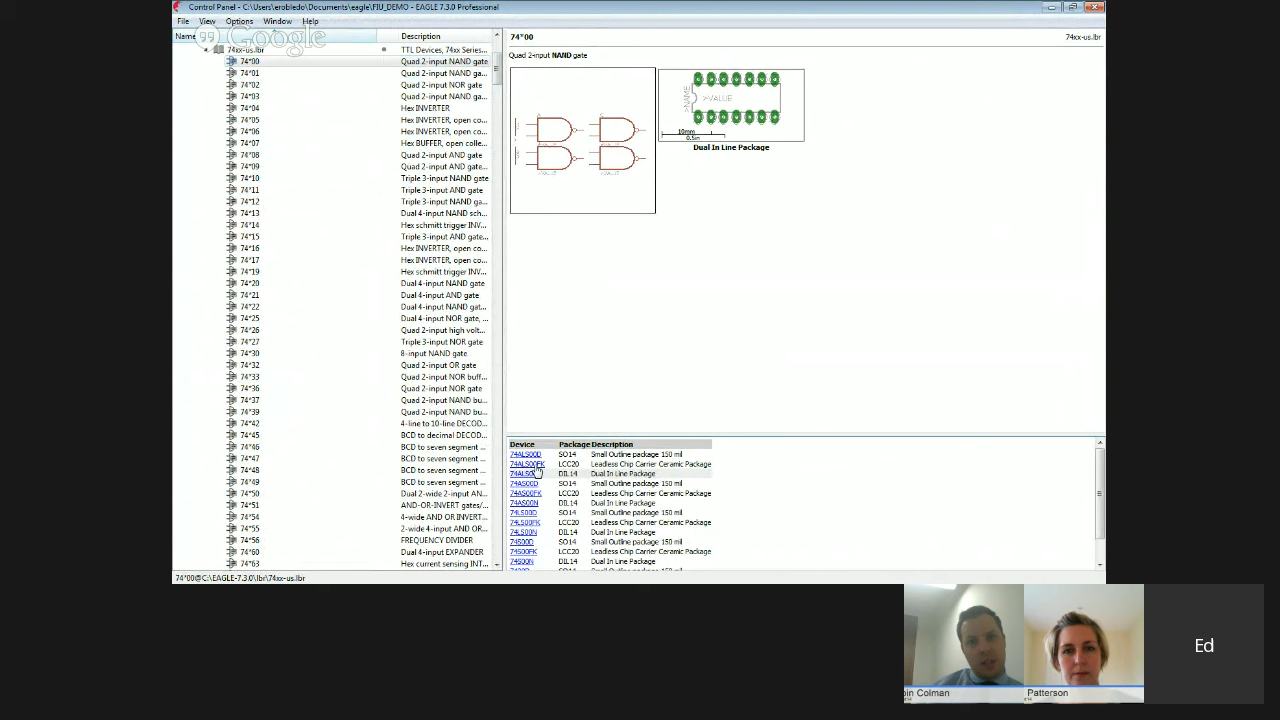 Control Panel - C:\Users\erobledo\Documents\eagle\FIU_DEMO - EAGLE 7.3.0 Professional
File View Options Window Help
Google
Name Description
74xx-us.lbr TTL Devices, 74xx Series...
74*00 Quad 2-input NAND gate
74*01 Quad 2-input NAND ga...
74*02 Quad 2-input NOR gate
74*03 Quad 2-input NAND ga...
74*04 Hex INVERTER
74*05 Hex INVERTER, open co...
74*06 Hex INVERTER, open co...
74*07 Hex BUFFER, open colle...
74*08 Quad 2-input AND gate
74*09 Quad 2-input AND gate
74*10 Triple 3-input NAND gate
74*11 Triple 3-input AND gate
74*12 Triple 3-input NAND ga...
74*13 Dual 4-input NAND sch...
74*14 Hex schmitt trigger INV...
74*15 Triple 3-input AND gate...
74*16 Hex INVERTER, open co...
74*17 Hex INVERTER, open co...
74*19 Hex schmitt trigger INV...
74*20 Dual 4-input NAND gate
74*21 Dual 4-input AND gate
74*22 Dual 4-input NAND gat...
74*25 Dual 4-input NOR gate, ...
74*26 Quad 2-input high volt...
74*27 Triple 3-input NOR gate
74*30 8-input NAND gate
74*32 Quad 2-input OR gate
74*33 Quad 2-input NOR buff...
74*36 Quad 2-input NOR gate
74*37 Quad 2-input NAND bu...
74*39 Quad 2-input NAND bu...
74*42 4-line to 10-line DECOD...
74*45 BCD to decimal DECOD...
74*46 BCD to seven segment ...
74*47 BCD to seven segment ...
74*48 BCD to seven segment ...
74*49 BCD to seven segment ...
74*50 Dual 2-wide 2-input AN...
74*51 AND-OR-INVERT gates/...
74*54 4-wide AND OR INVERT...
74*55 2-wide 4-input AND OR...
74*56 FREQUENCY DIVIDER
74*60 Dual 4-input EXPANDER
74*63 Hex current sensing INT...
74*00@C:\EAGLE-7.3.0\lbr\74xx-us.lbr
74*00 74xx-us.lbr
Quad 2-input NAND gate
>NAME
>VALUE
10mm
0.5in
Dual In Line Package
Device Package Description
74ALS00D SO14 Small Outline package 150 mil
74ALS00FK LCC20 Leadless Chip Carrier Ceramic Package
DIL14 Dual In Line Package
74AS00D SO14 Small Outline package 150 mil
74AS00FK LCC20 Leadless Chip Carrier Ceramic Package
74AS00N DIL14 Dual In Line Package
74LS00D SO14 Small Outline package 150 mil
74LS00FK LCC20 Leadless Chip Carrier Ceramic Package
74LS00N DIL14 Dual In Line Package
74S00D SO14 Small Outline package 150 mil
74S00FK LCC20 Leadless Chip Carrier Ceramic Package
74S00N DIL14 Dual In Line Package
Colman
Patterson
Ed